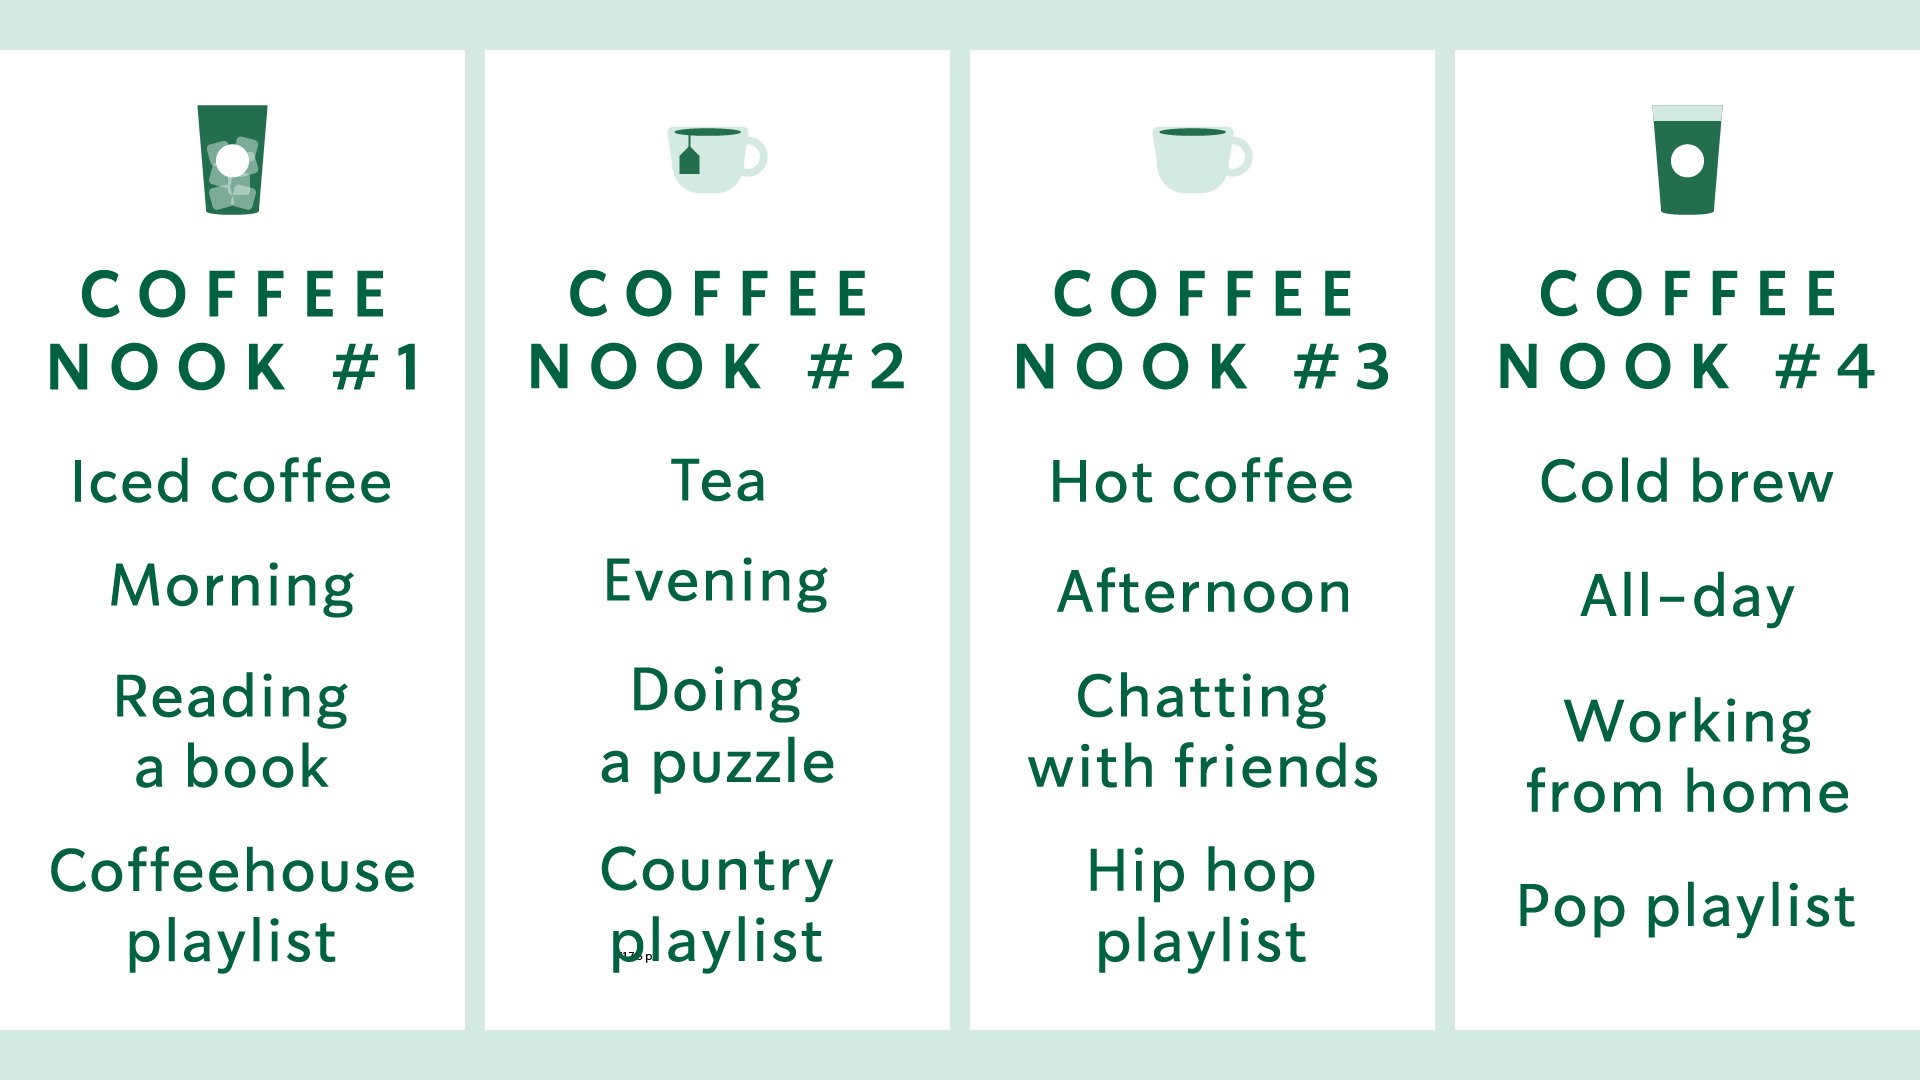 COFFEE
NOOK #1
Iced coffee
Morning
Reading
a book
Coffeehouse
playlist
COFFEE
NOOK #2
Tea
Evening
Doing
a puzzle
Country
playlist
COFFEE
NOOK #3
Hot coffee
Afternoon
Chatting
with friends
Hip hop
playlist
COFFEE
NOOK #4
Cold brew
All–day
Working
from home
Pop playlist